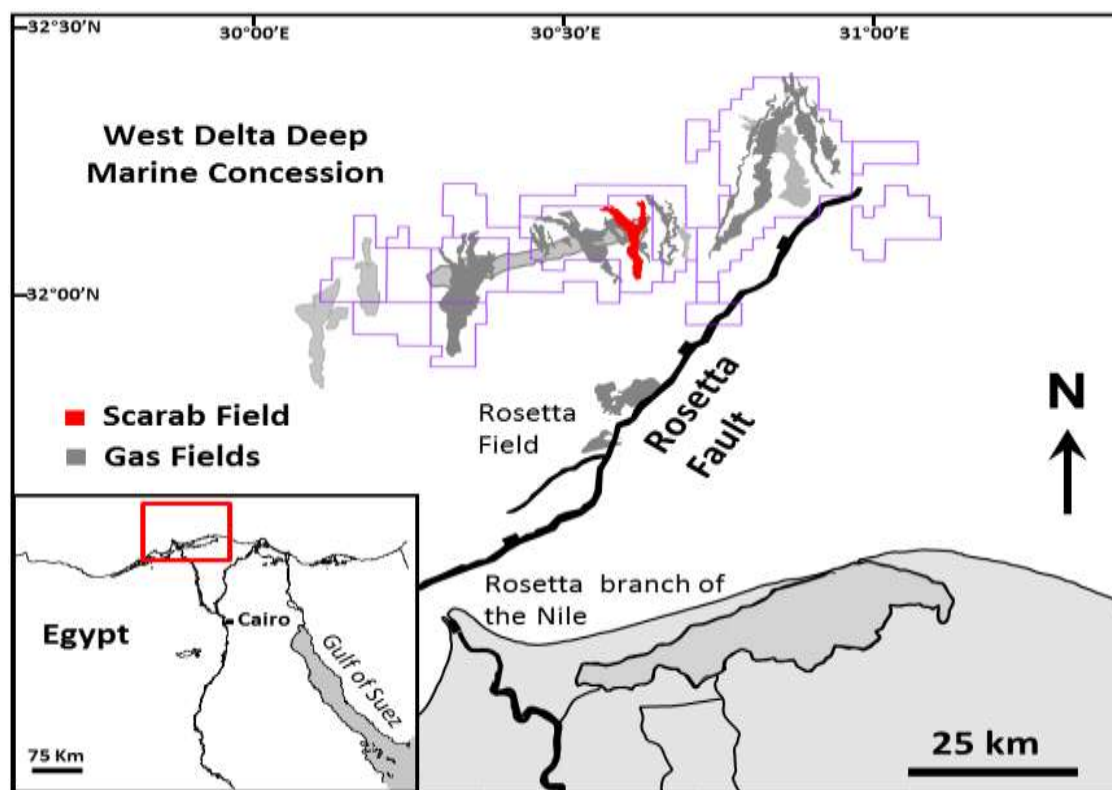 32°30’N
30°00’E
30°30’E
31°00’E
West Delta Deep
Marine Concession
32°00’N
Scarab Field
Gas Fields
Rosetta
Field
Rosetta
Fault
N
Rosetta branch of
the Nile
25 km
Egypt
Cairo
Gulf of Suez
75 Km